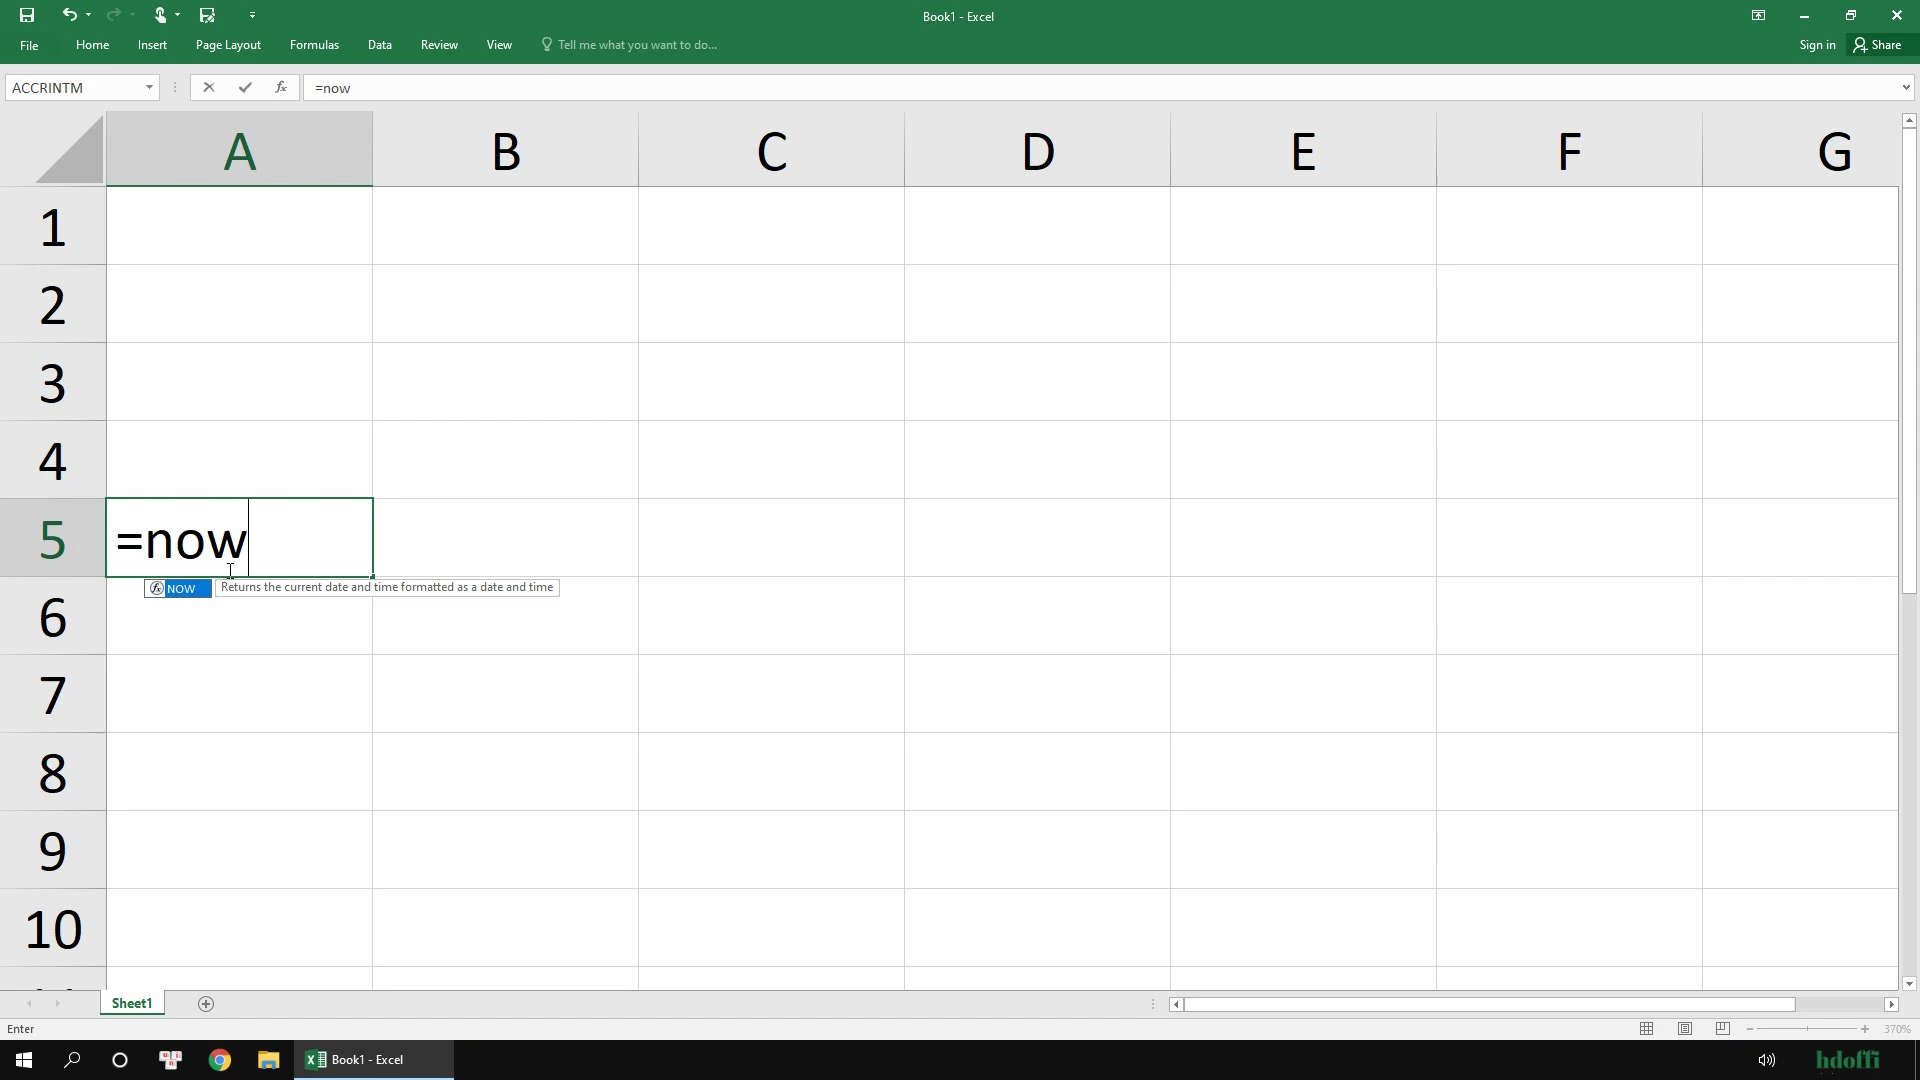 Book1 - Excel
File Home Insert Page Layout Formulas Data Review View Tell me what you want to do... Sign in Share
ACCRINTM fx =now
A B C D E F G
1
2
3
4
5 =now
fx NOW Returns the current date and time formatted as a date and time
6
7
8
9
10
Sheet1
Enter 370%
Book1 - Excel hdoffi